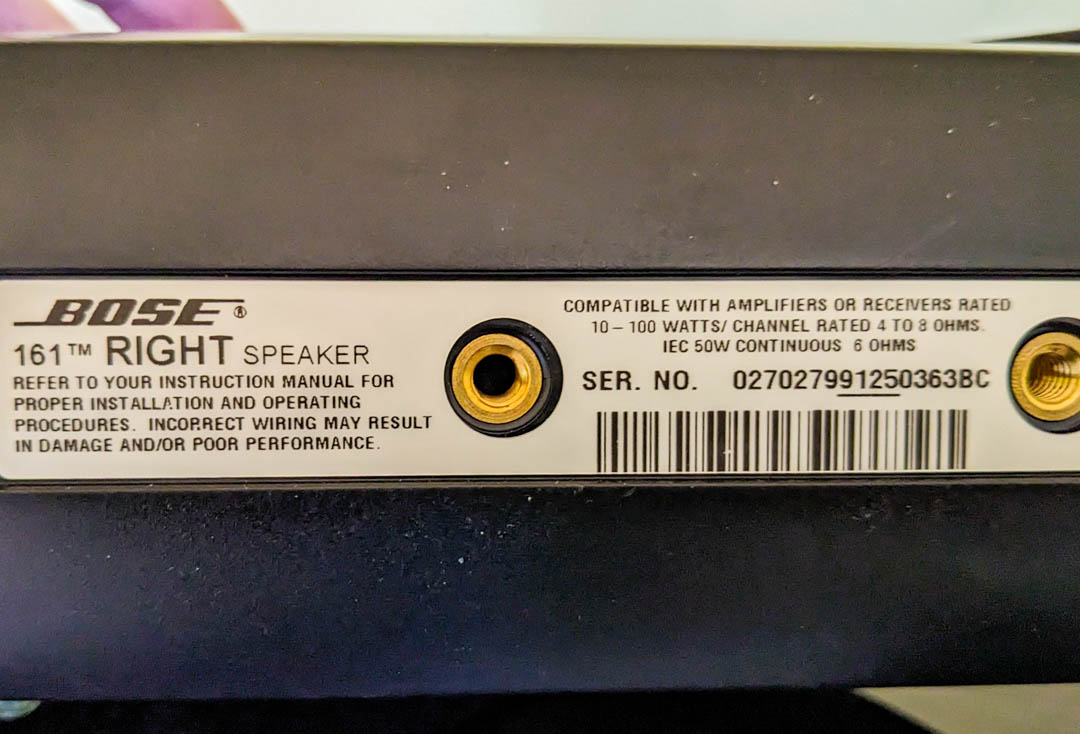 BOSE®
161™ RIGHT SPEAKER
REFER TO YOUR INSTRUCTION MANUAL FOR
PROPER INSTALLATION AND OPERATING
PROCEDURES. INCORRECT WIRING MAY RESULT
IN DAMAGE AND/OR POOR PERFORMANCE.
COMPATIBLE WITH AMPLIFIERS OR RECEIVERS RATED
10–100 WATTS/ CHANNEL RATED 4 TO 8 OHMS.
IEC 50W CONTINUOUS 6 OHMS
SER. NO. 027027991250363BC